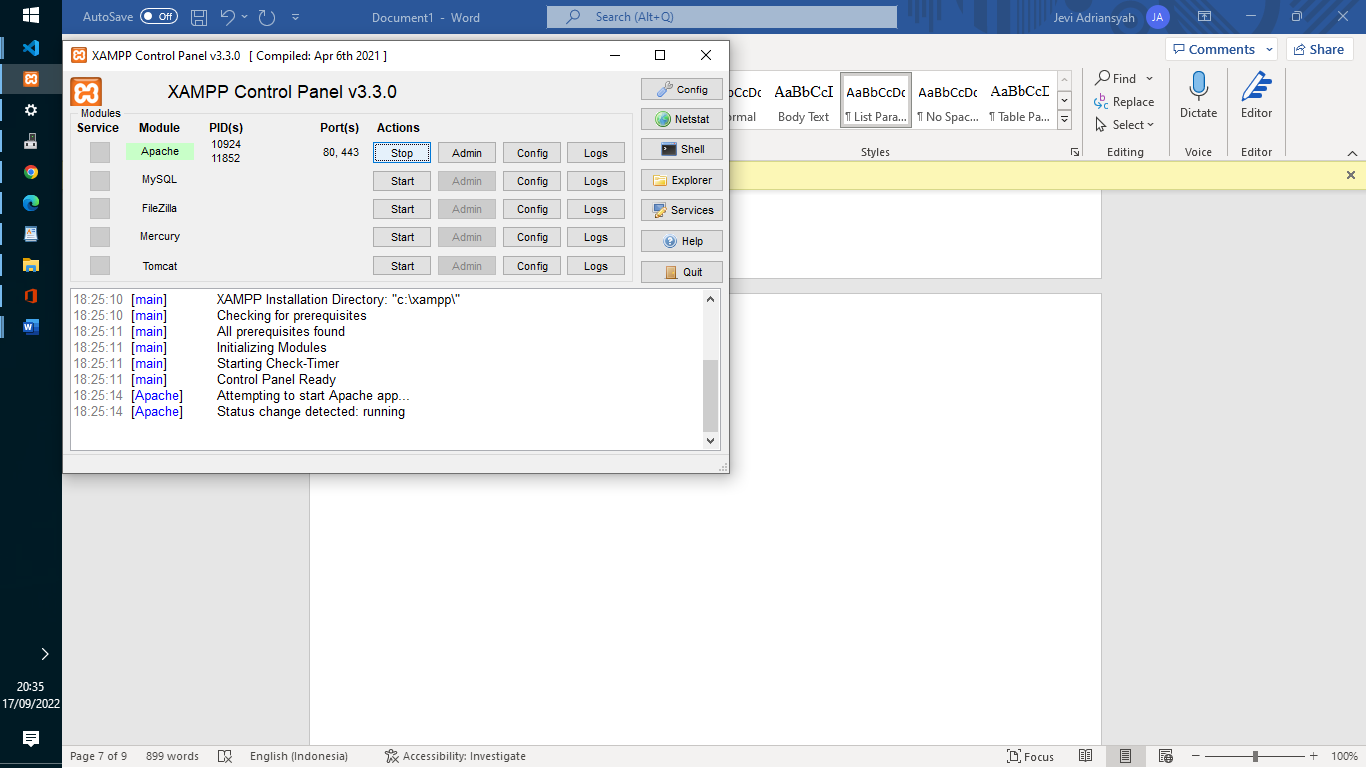 AutoSave Off
Document1 - Word
Search (Alt+Q)
Jevi Adriansyah JA
Comments
Share
XAMPP Control Panel v3.3.0 [ Compiled: Apr 6th 2021 ]
XAMPP Control Panel v3.3.0
Config
Netstat
Shell
Explorer
Services
Help
Quit
Modules
Service Module PID(s) Port(s) Actions
Apache 10924 11852 80, 443 Stop Admin Config Logs
MySQL Start Admin Config Logs
FileZilla Start Admin Config Logs
Mercury Start Admin Config Logs
Tomcat Start Admin Config Logs
18:25:10 [main] XAMPP Installation Directory: "c:\xampp\"
18:25:10 [main] Checking for prerequisites
18:25:11 [main] All prerequisites found
18:25:11 [main] Initializing Modules
18:25:11 [main] Starting Check-Timer
18:25:11 [main] Control Panel Ready
18:25:14 [Apache] Attempting to start Apache app...
18:25:14 [Apache] Status change detected: running
AaBbCcI AaBbCcDc AaBbCcDc AaBbCcD
Body Text ¶ List Para... ¶ No Spac... ¶ Table Pa...
Styles
Find
Replace
Select
Editing
Dictate
Voice
Editor
Editor
20:35
17/09/2022
Page 7 of 9 899 words English (Indonesia) Accessibility: Investigate
Focus
100%